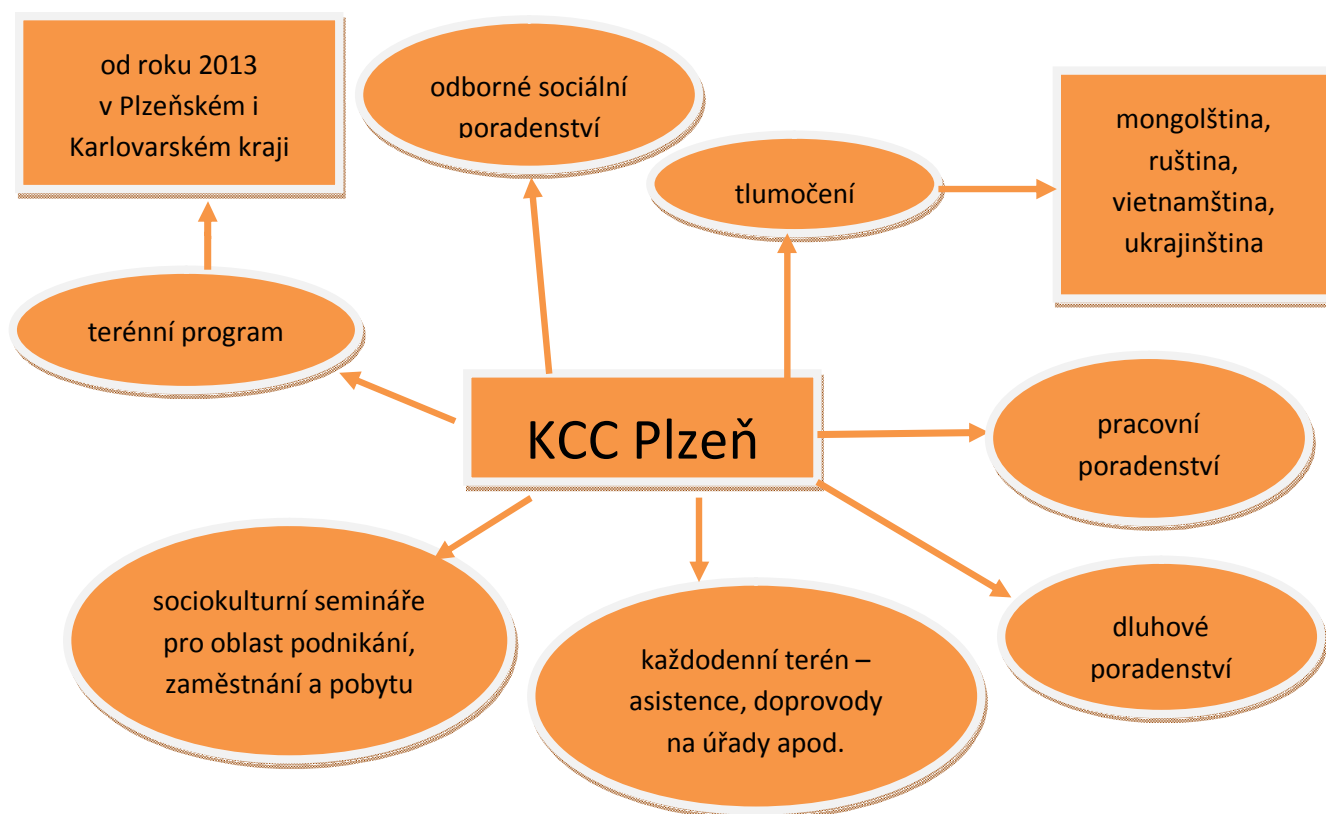 od roku 2013
v Plzeňském i
Karlovarském kraji
odborné sociální
poradenství
tlumočení
mongolština,
ruština,
vietnamština,
ukrajinština
terénní program
KCC Plzeň
pracovní
poradenství
sociokulturní semináře
pro oblast podnikání,
zaměstnání a pobytu
každodenní terén –
asistence, doprovody
na úřady apod.
dluhové
poradenství